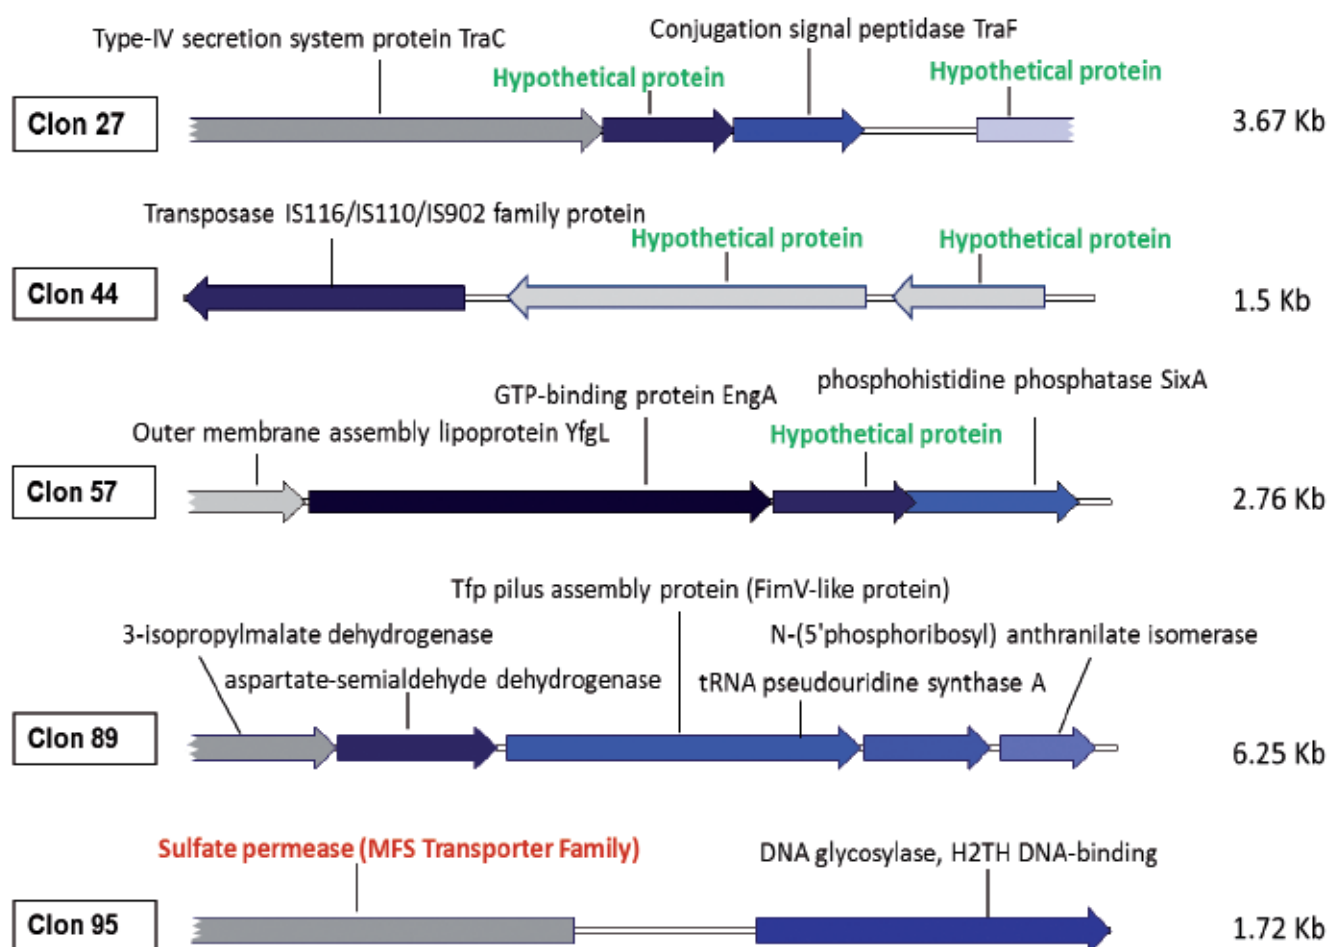 Type-IV secretion system protein TraC
Conjugation signal peptidase TraF
Hypothetical protein
Hypothetical protein
Clon 27
3.67 Kb
Transposase IS116/IS110/IS902 family protein
Hypothetical protein
Hypothetical protein
Clon 44
1.5 Kb
phosphohistidine phosphatase SixA
GTP-binding protein EngA
Outer membrane assembly lipoprotein YfgL
Hypothetical protein
Clon 57
2.76 Kb
Tfp pilus assembly protein (FimV-like protein)
3-isopropylmalate dehydrogenase
N-(5'phosphoribosyl) anthranilate isomerase
aspartate-semialdehyde dehydrogenase
tRNA pseudouridine synthase A
Clon 89
6.25 Kb
Sulfate permease (MFS Transporter Family)
DNA glycosylase, H2TH DNA-binding
Clon 95
1.72 Kb